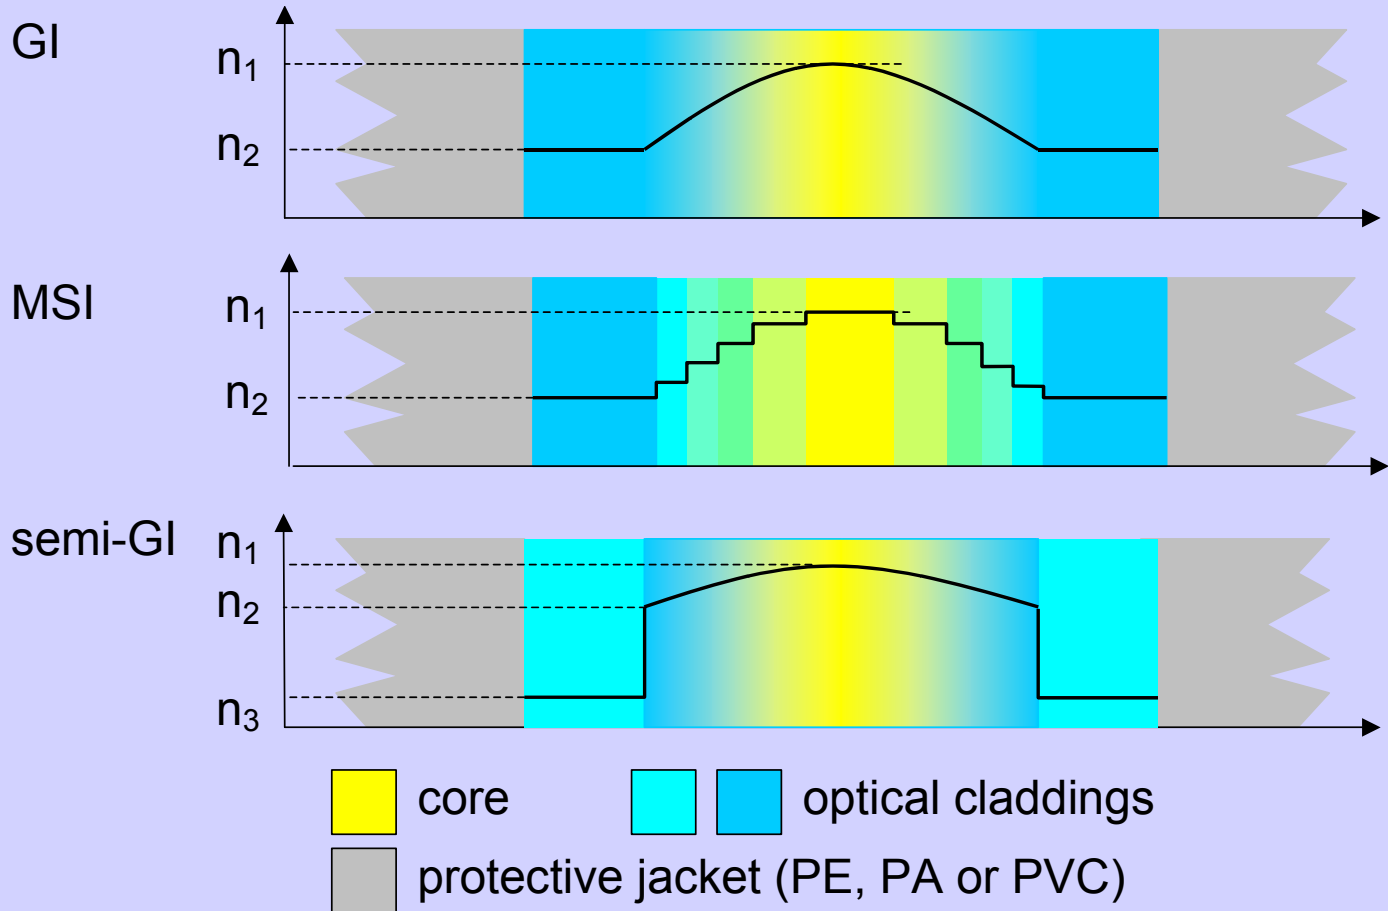 GI
n₁
n₂
MSI
n₁
n₂
semi-GI
n₁
n₂
n₃
core
optical claddings
protective jacket (PE, PA or PVC)